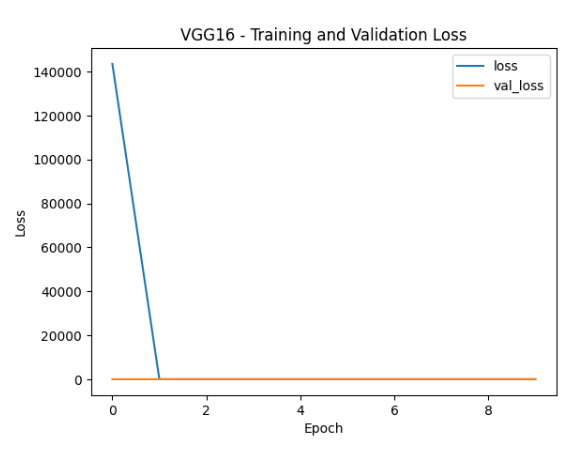 VGG16 - Training and Validation Loss
loss
val_loss
140000
120000
100000
80000
60000
40000
20000
0
Loss
0 2 4 6 8
Epoch